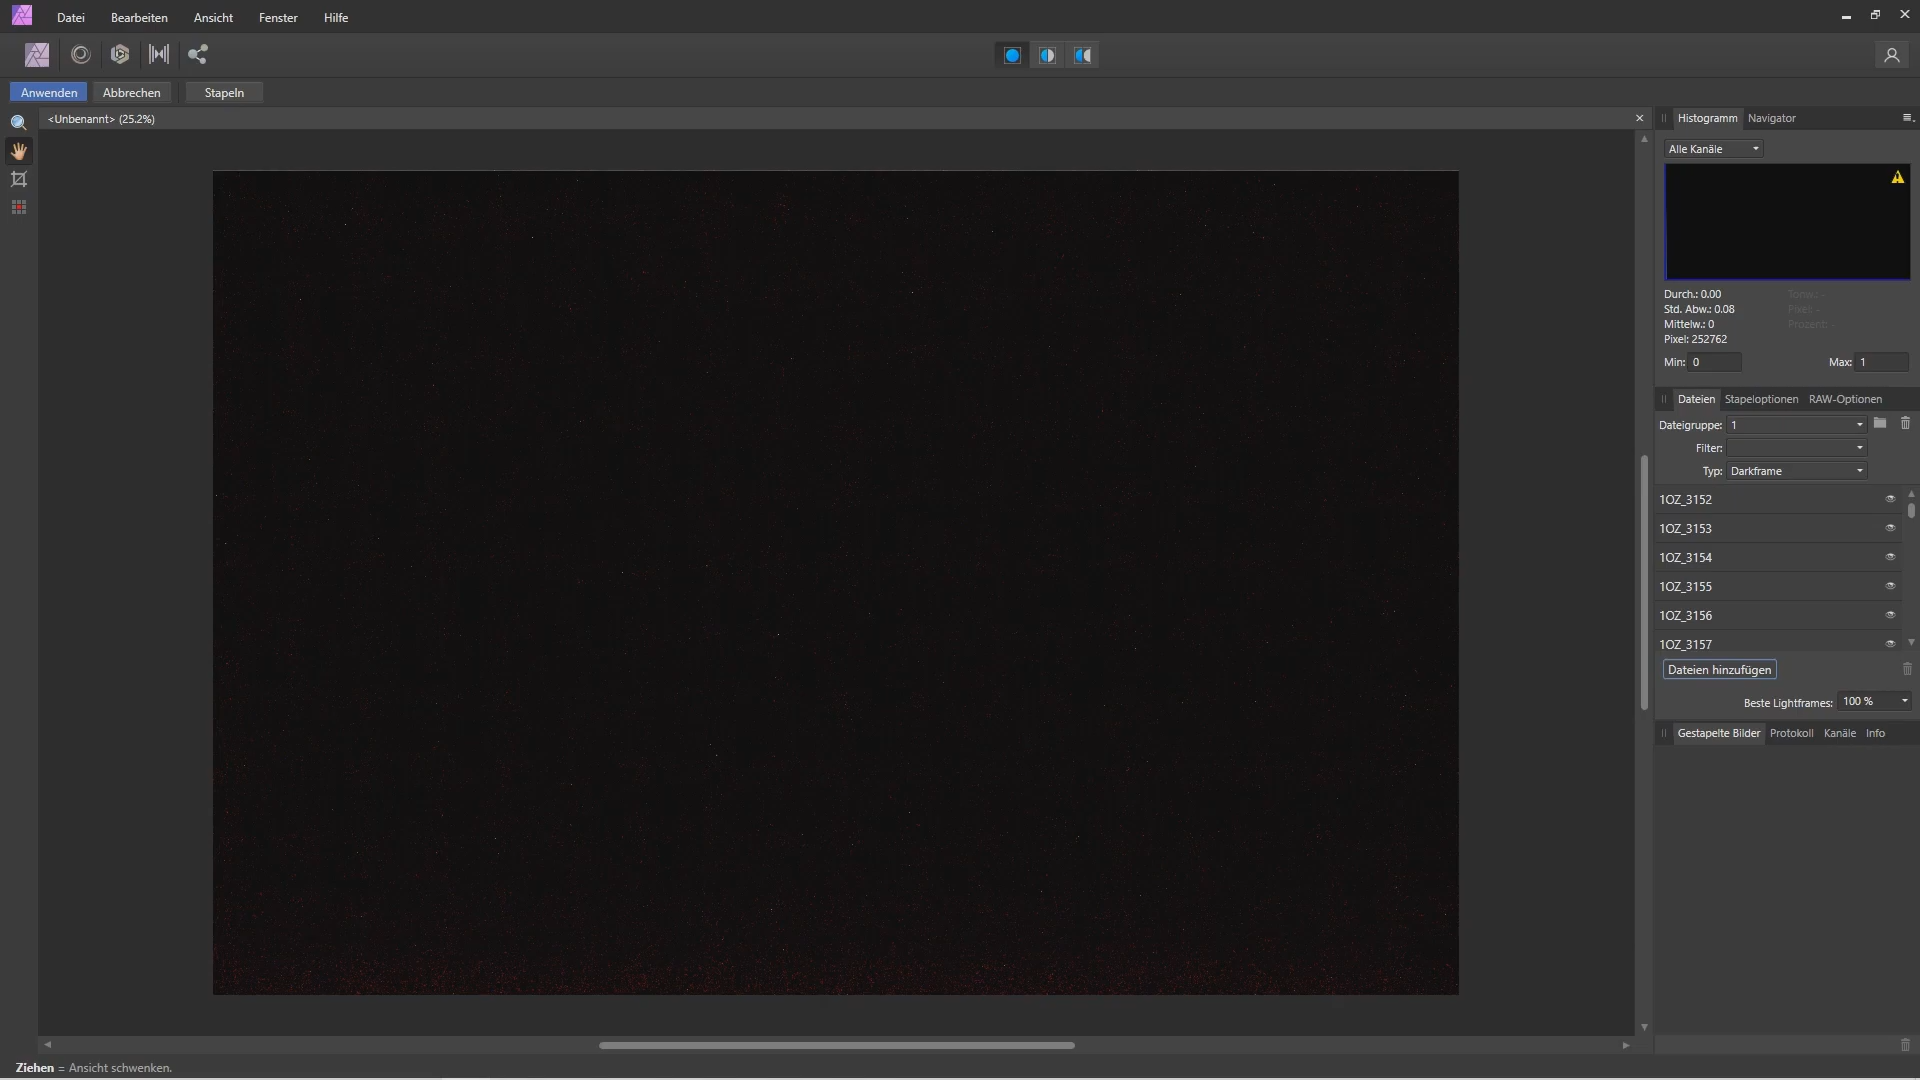 Datei Bearbeiten Ansicht Fenster Hilfe
Anwenden Abbrechen Stapeln
<Unbenannt> (25.2%)
Histogramm Navigator
Alle Kanäle
Durch.: 0.00 Tonw.: -
Std. Abw.: 0.08 Pixel: -
Mittelw.: 0 Prozent: -
Pixel: 252762
Min: 0 Max: 1
Dateien Stapeloptionen RAW-Optionen
Dateigruppe: 1
Filter:
Typ: Darkframe
1OZ_3152
1OZ_3153
1OZ_3154
1OZ_3155
1OZ_3156
1OZ_3157
Dateien hinzufügen
Beste Lightframes: 100 %
Gestapelte Bilder Protokoll Kanäle Info
Ziehen = Ansicht schwenken.